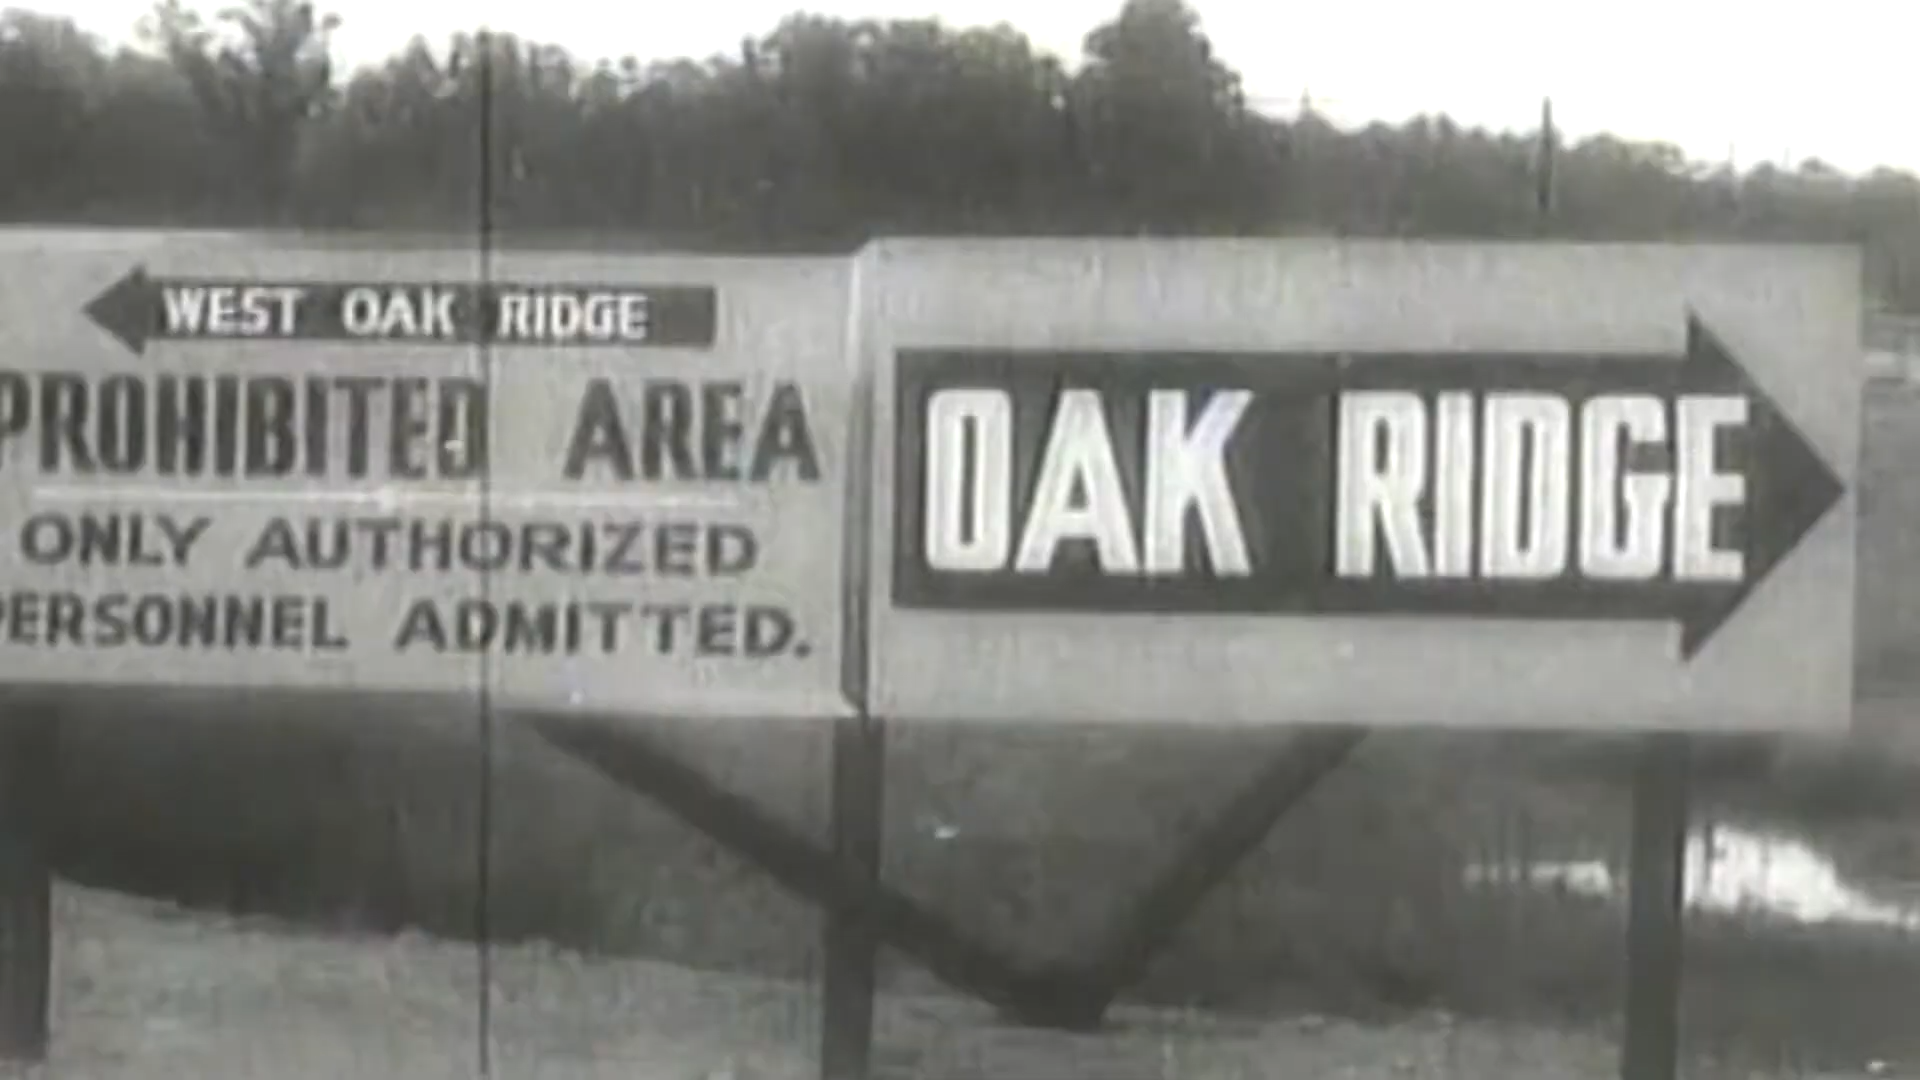 WEST OAK RIDGE
PROHIBITED AREA
ONLY AUTHORIZED
PERSONNEL ADMITTED.
OAK RIDGE